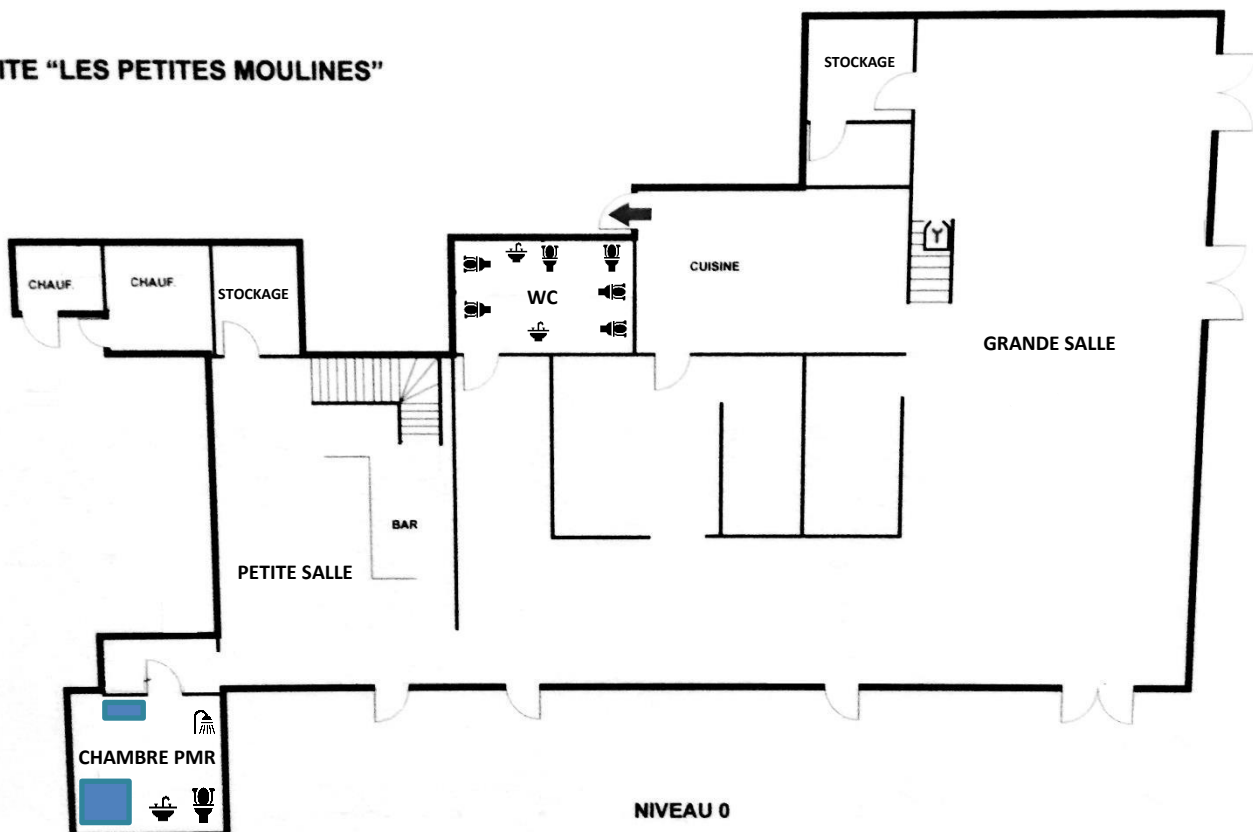 ITE “LES PETITES MOULINES”
STOCKAGE
CUISINE
CHAUF.
CHAUF.
STOCKAGE
WC
GRANDE SALLE
BAR
PETITE SALLE
CHAMBRE PMR
NIVEAU 0